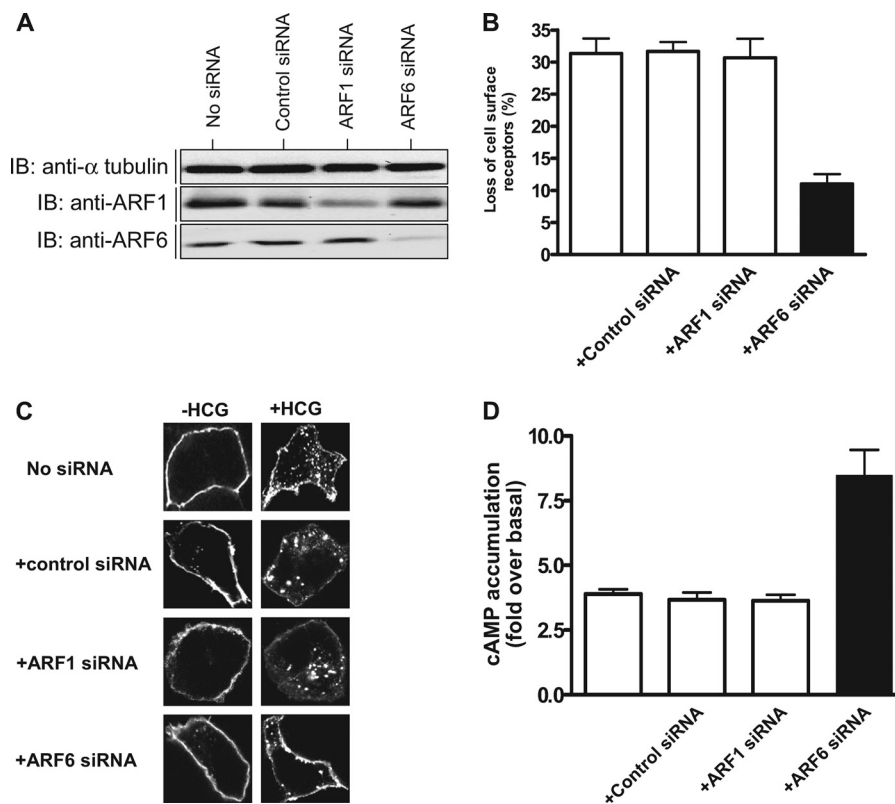 A
No siRNA
Control siRNA
ARF1 siRNA
ARF6 siRNA
IB: anti-α tubulin
IB: anti-ARF1
IB: anti-ARF6
B
Loss of cell surface
receptors (%)
35
30
25
20
15
10
5
0
+Control siRNA
+ARF1 siRNA
+ARF6 siRNA
C
-HCG
+HCG
No siRNA
+control siRNA
+ARF1 siRNA
+ARF6 siRNA
D
cAMP accumulation
(fold over basal)
10.0
7.5
5.0
2.5
0.0
+Control siRNA
+ARF1 siRNA
+ARF6 siRNA